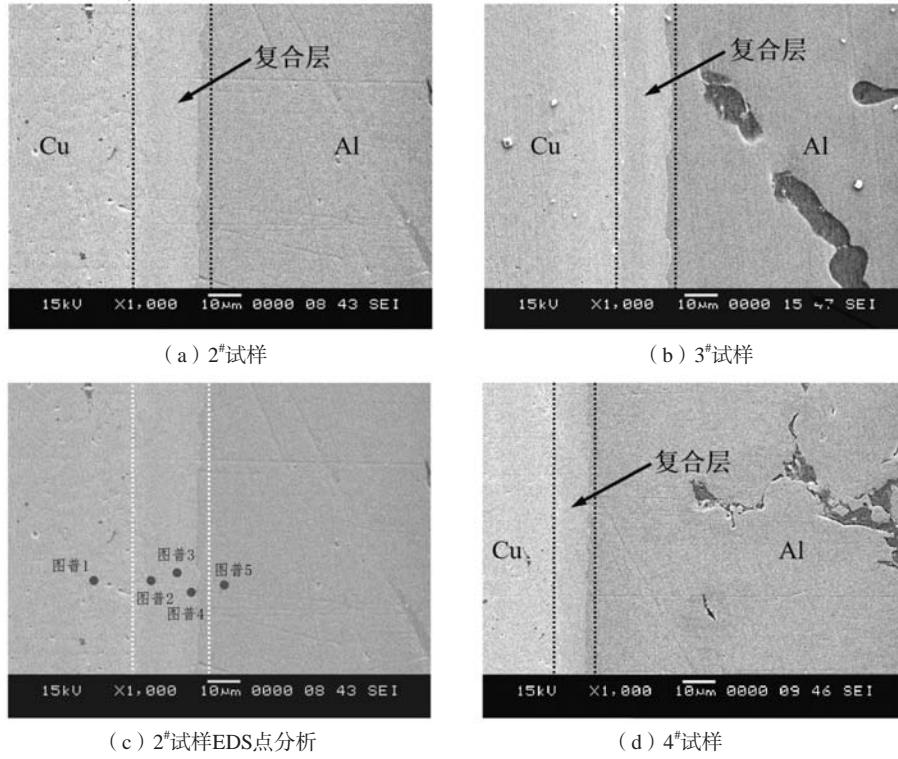 复合层
Cu
Al
15kV X1,000 10μm 0000 08 43 SEI
(a)2#试样
复合层
Cu
Al
15kV X1,000 10μm 0000 15 47 SEI
(b)3#试样
图普1
图普3
图普5
图普2
图普4
15kV X1,000 10μm 0000 08 43 SEI
(c)2#试样EDS点分析
复合层
Cu
Al
15kV X1,000 10μm 0000 09 46 SEI
(d)4#试样